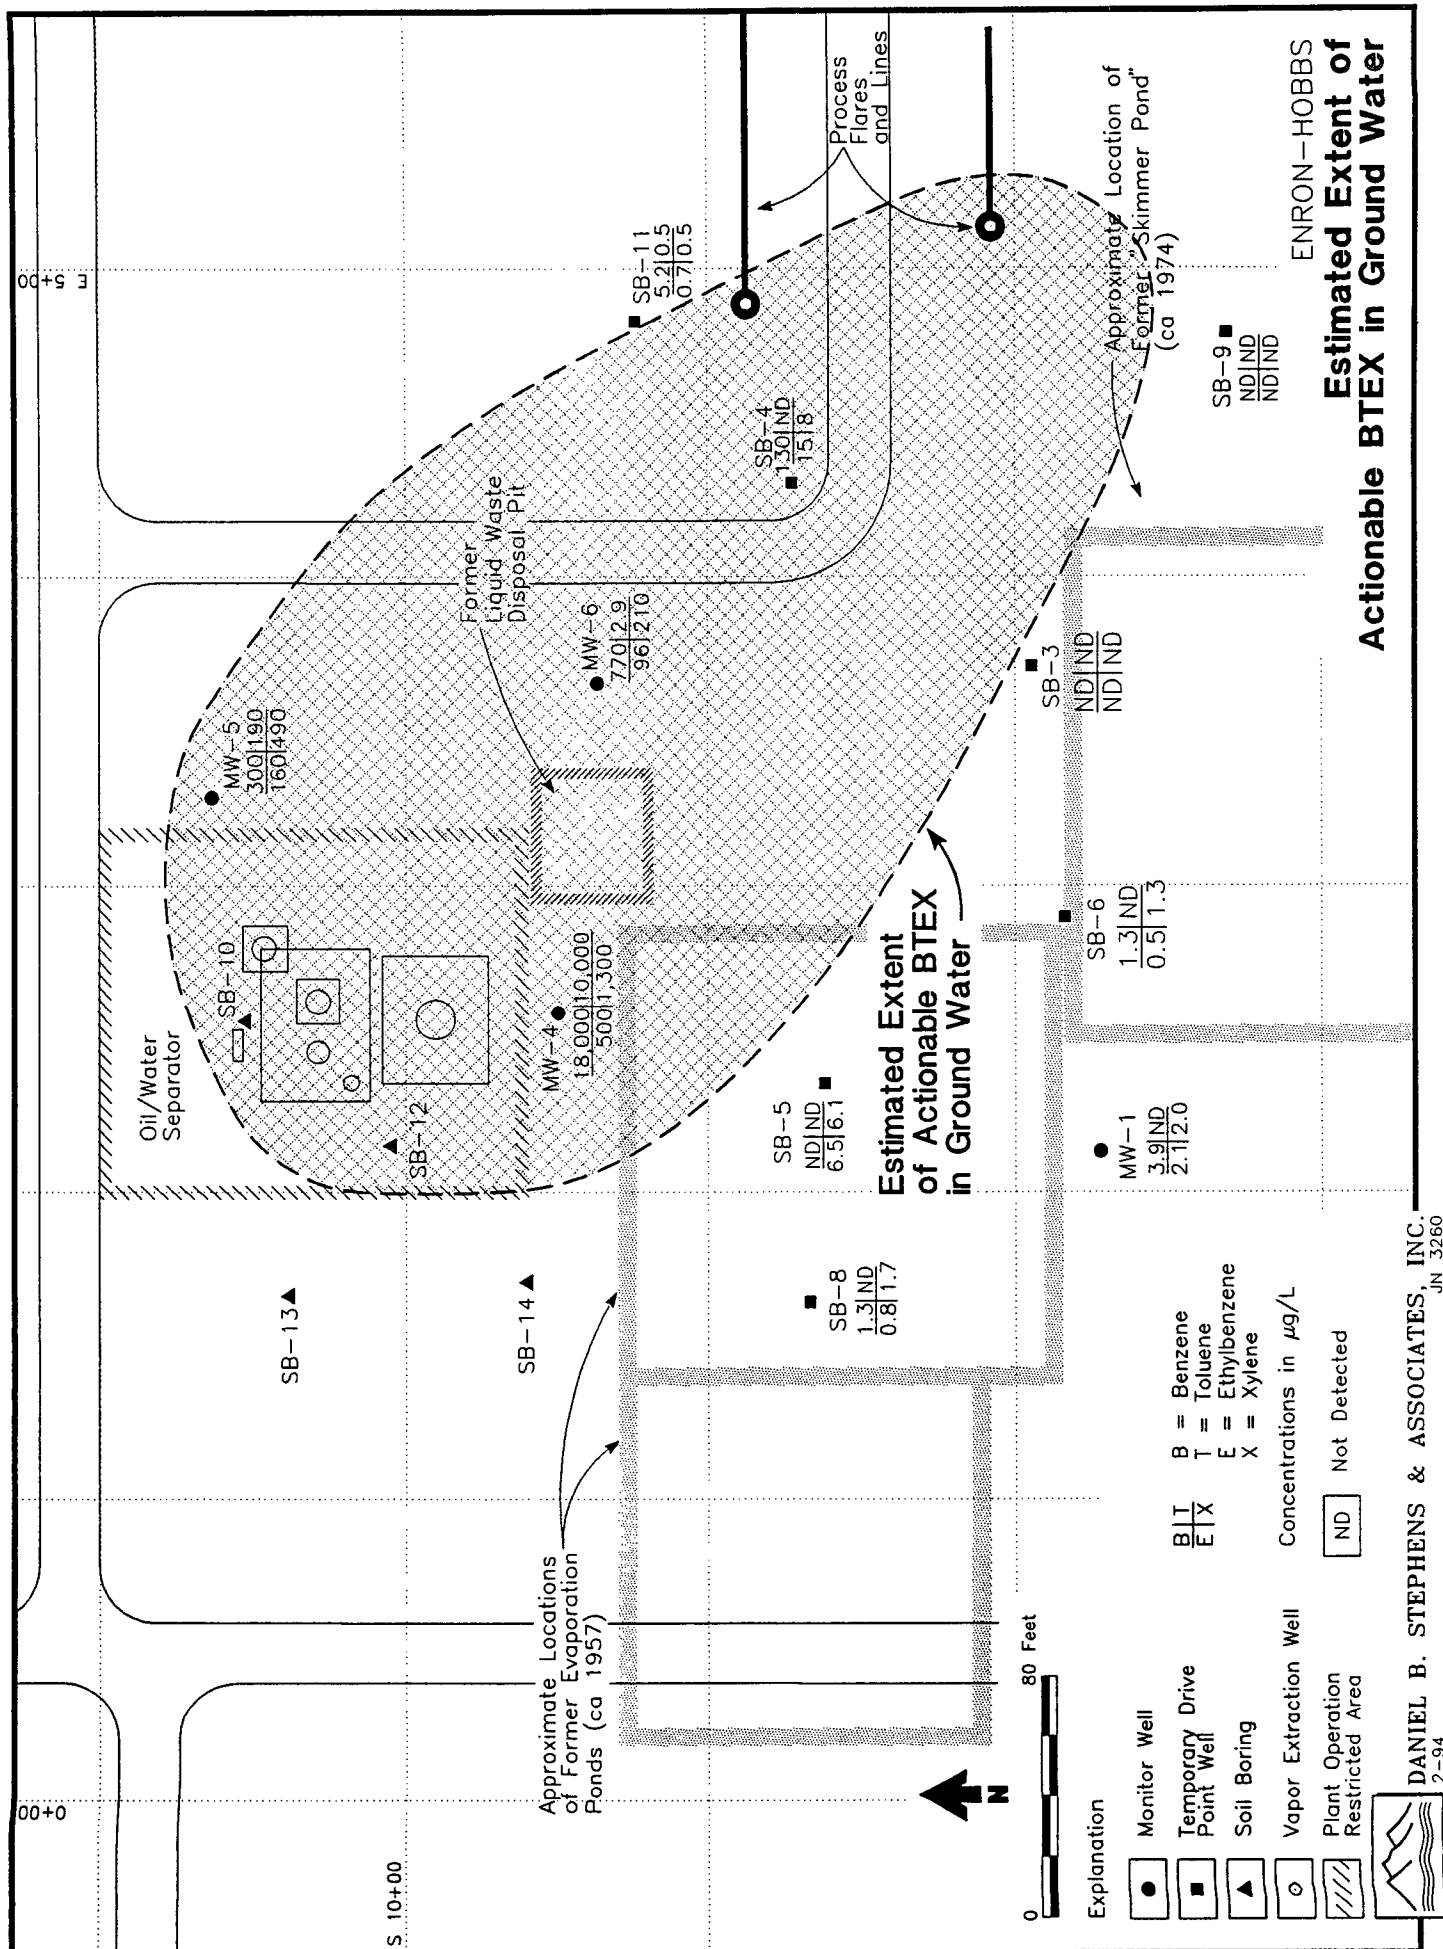 0+00
E 5+00
S 10+00
Oil/Water
Separator
SB-10
SB-12
SB-13
SB-14
MW-5
300|190
160|490
MW-4
18,000|10,000
500|1,300
Former
Liquid Waste
Disposal Pit
MW-6
770|2.9
96|210
SB-11
5.2|0.5
0.7|0.5
Process
Flares
and Lines
SB-4
130|ND
15|8
Approximate Locations
of Former Evaporation
Ponds (ca 1957)
SB-8
1.3|ND
0.8|1.7
SB-5
ND|ND
6.5|6.1
Estimated Extent
of Actionable BTEX
in Ground Water
SB-3
ND|ND
ND|ND
SB-6
1.3|ND
0.5|1.3
MW-1
3.9|ND
2.1|2.0
Approximate Location of
Former "Skimmer Pond"
(ca 1974)
SB-9
ND|ND
ND|ND
N
0 80 Feet
Explanation
Monitor Well
Temporary Drive
Point Well
Soil Boring
Vapor Extraction Well
Plant Operation
Restricted Area
B|T
E|X
B = Benzene
T = Toluene
E = Ethylbenzene
X = Xylene
Concentrations in µg/L
ND Not Detected
ENRON-HOBBS
Estimated Extent of
Actionable BTEX in Ground Water
DANIEL B. STEPHENS & ASSOCIATES, INC.
2-94 JN 3260